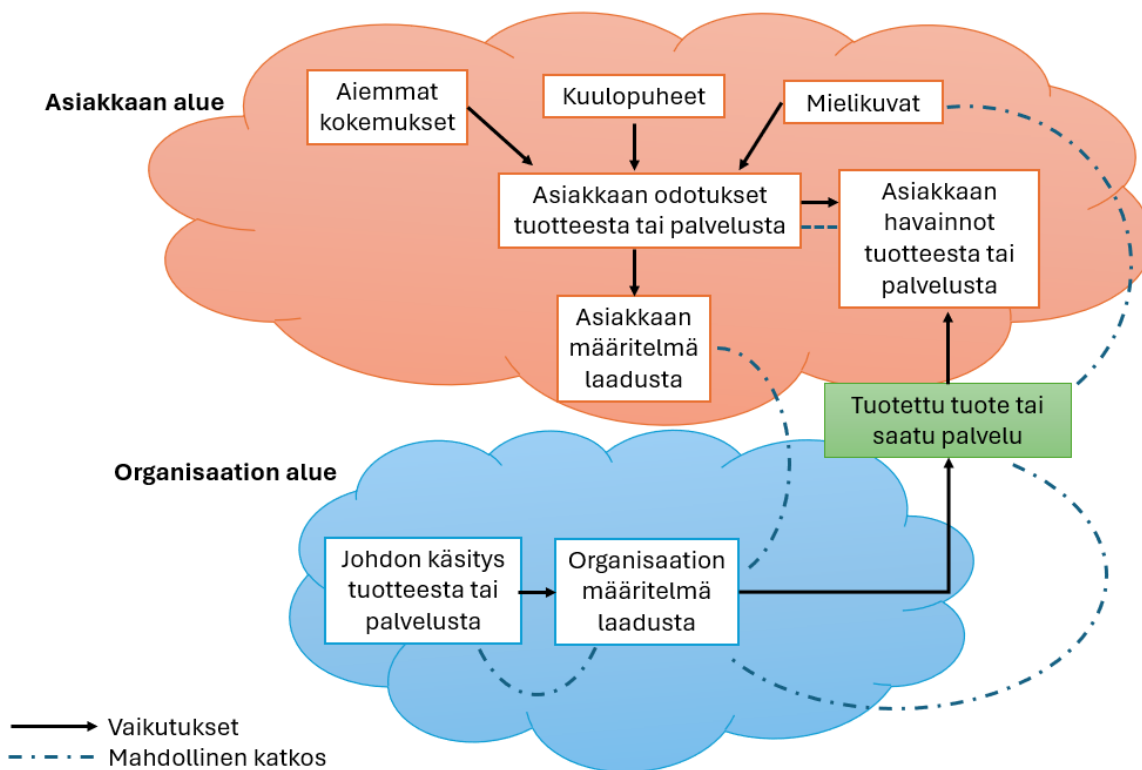 Asiakkaan alue
Aiemmat
kokemukset
Kuulopuheet
Mielikuvat
Asiakkaan odotukset
tuotteesta tai palvelusta
Asiakkaan
havainnot
tuotteesta tai
palvelusta
Asiakkaan
määritelmä
laadusta
Tuotettu tuote tai
saatu palvelu
Organisaation alue
Johdon käsitys
tuotteesta tai
palvelusta
Organisaation
määritelmä
laadusta
Vaikutukset
Mahdollinen katkos